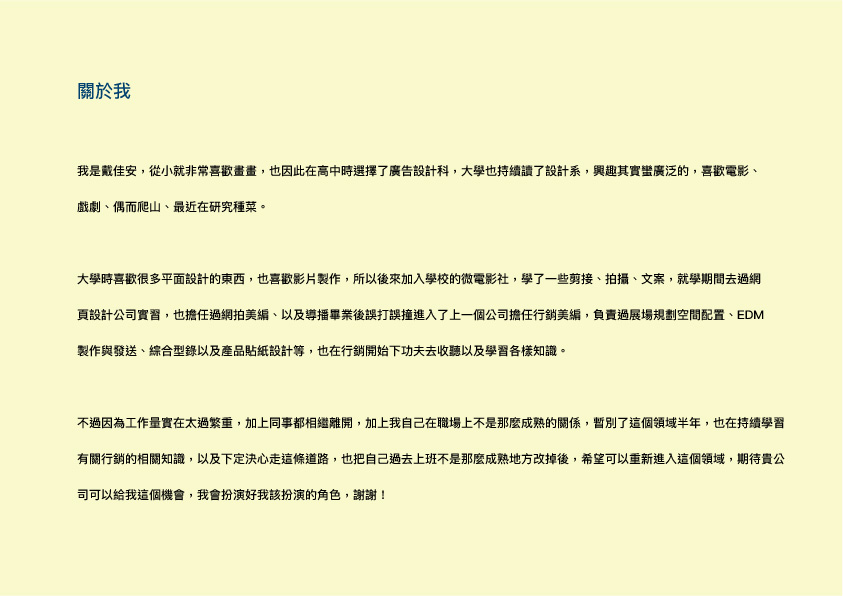 關於我
我是戴佳安，從小就非常喜歡畫畫，也因此在高中時選擇了廣告設計科，大學也持續讀了設計系，興趣其實蠻廣泛的，喜歡電影、
戲劇、偶而爬山、最近在研究種菜。
大學時喜歡很多平面設計的東西，也喜歡影片製作，所以後來加入學校的微電影社，學了一些剪接、拍攝、文案，就學期間去過網
頁設計公司實習，也擔任過網拍美編、以及導播畢業後誤打誤撞進入了上一個公司擔任行銷美編，負責過展場規劃空間配置、EDM
製作與發送、綜合型錄以及產品貼紙設計等，也在行銷開始下功夫去收聽以及學習各樣知識。
不過因為工作量實在太過繁重，加上同事都相繼離開，加上我自己在職場上不是那麼成熟的關係，暫別了這個領域半年，也在持續學習
有關行銷的相關知識，以及下定決心走這條道路，也把自己過去上班不是那麼成熟地方改掉後，希望可以重新進入這個領域，期待貴公
司可以給我這個機會，我會扮演好我該扮演的角色，謝謝！